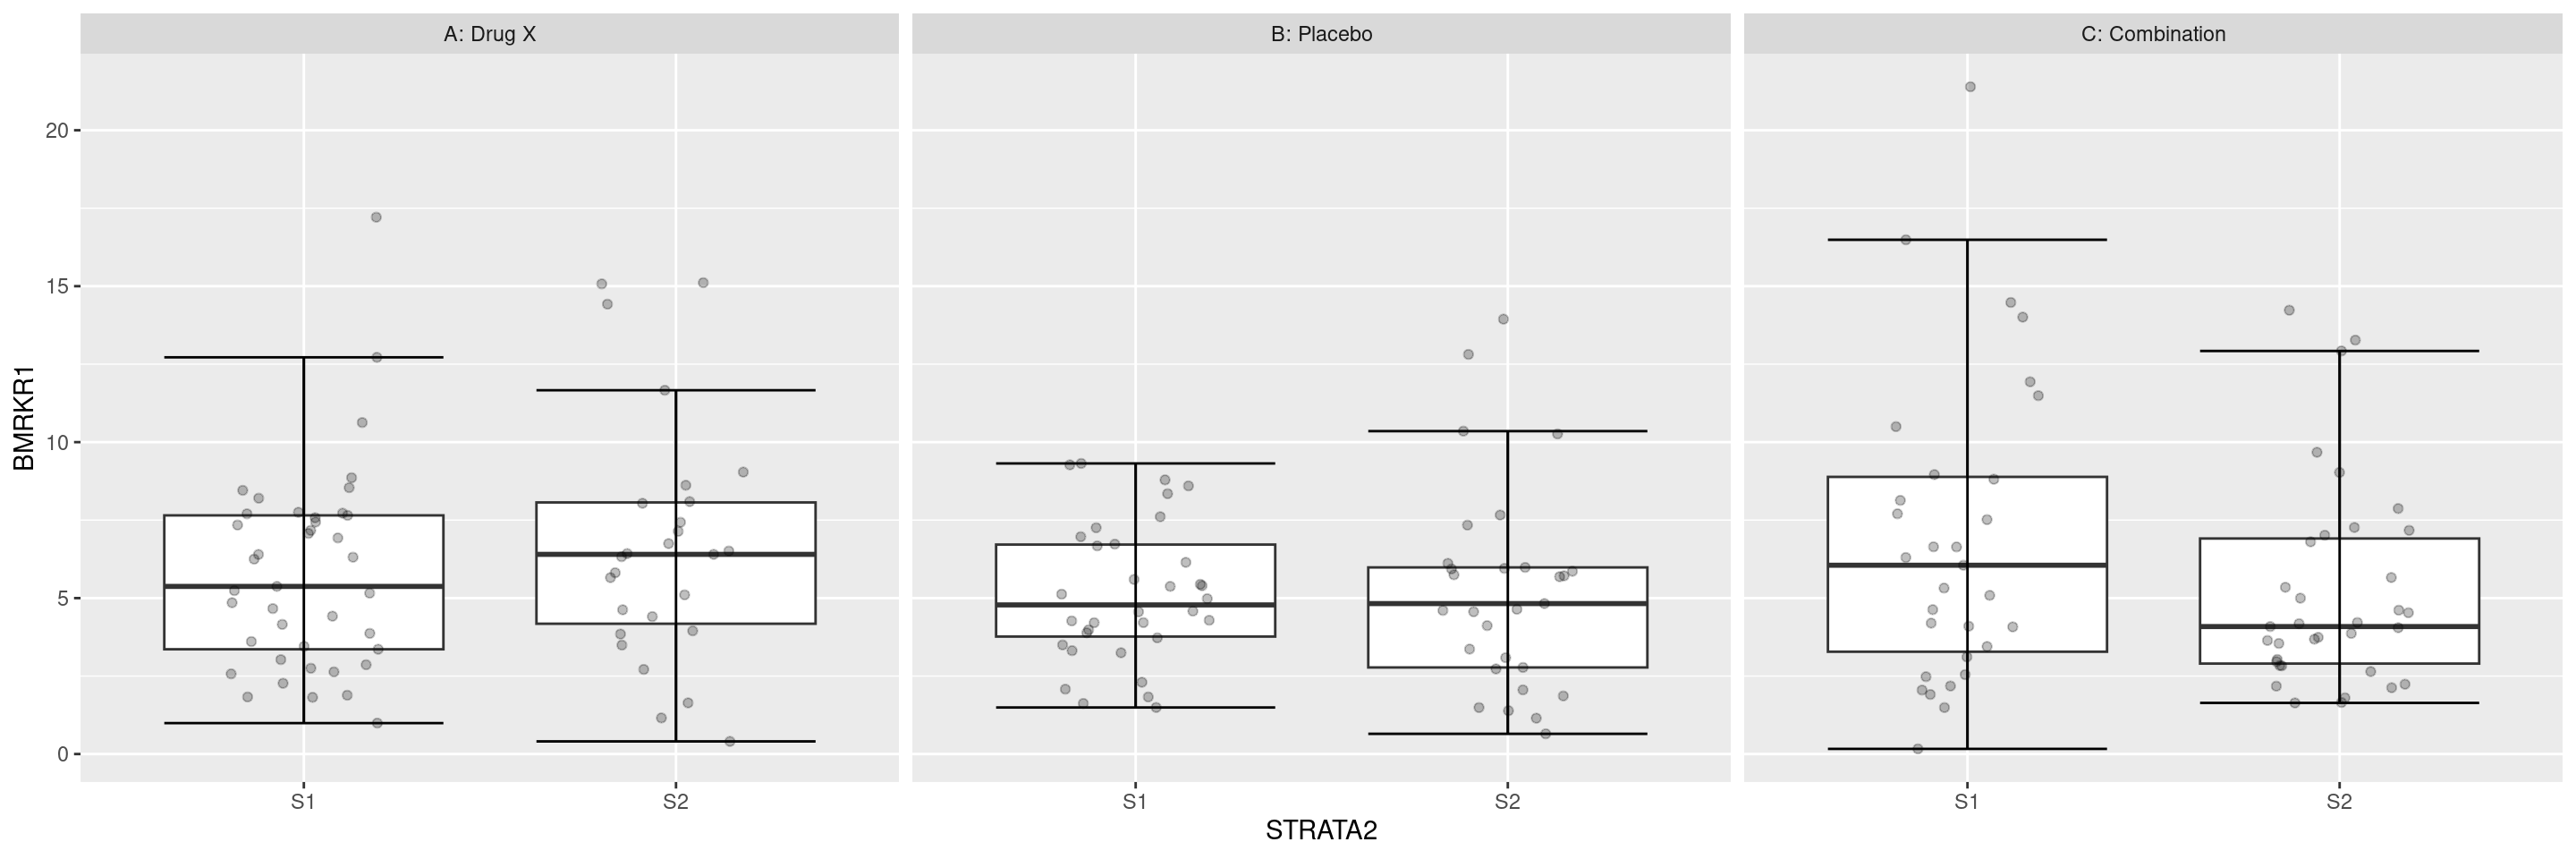 A: Drug X
B: Placebo
C: Combination
20
15
10
5
0
BMRKR1
S1
S2
S1
S2
S1
S2
STRATA2